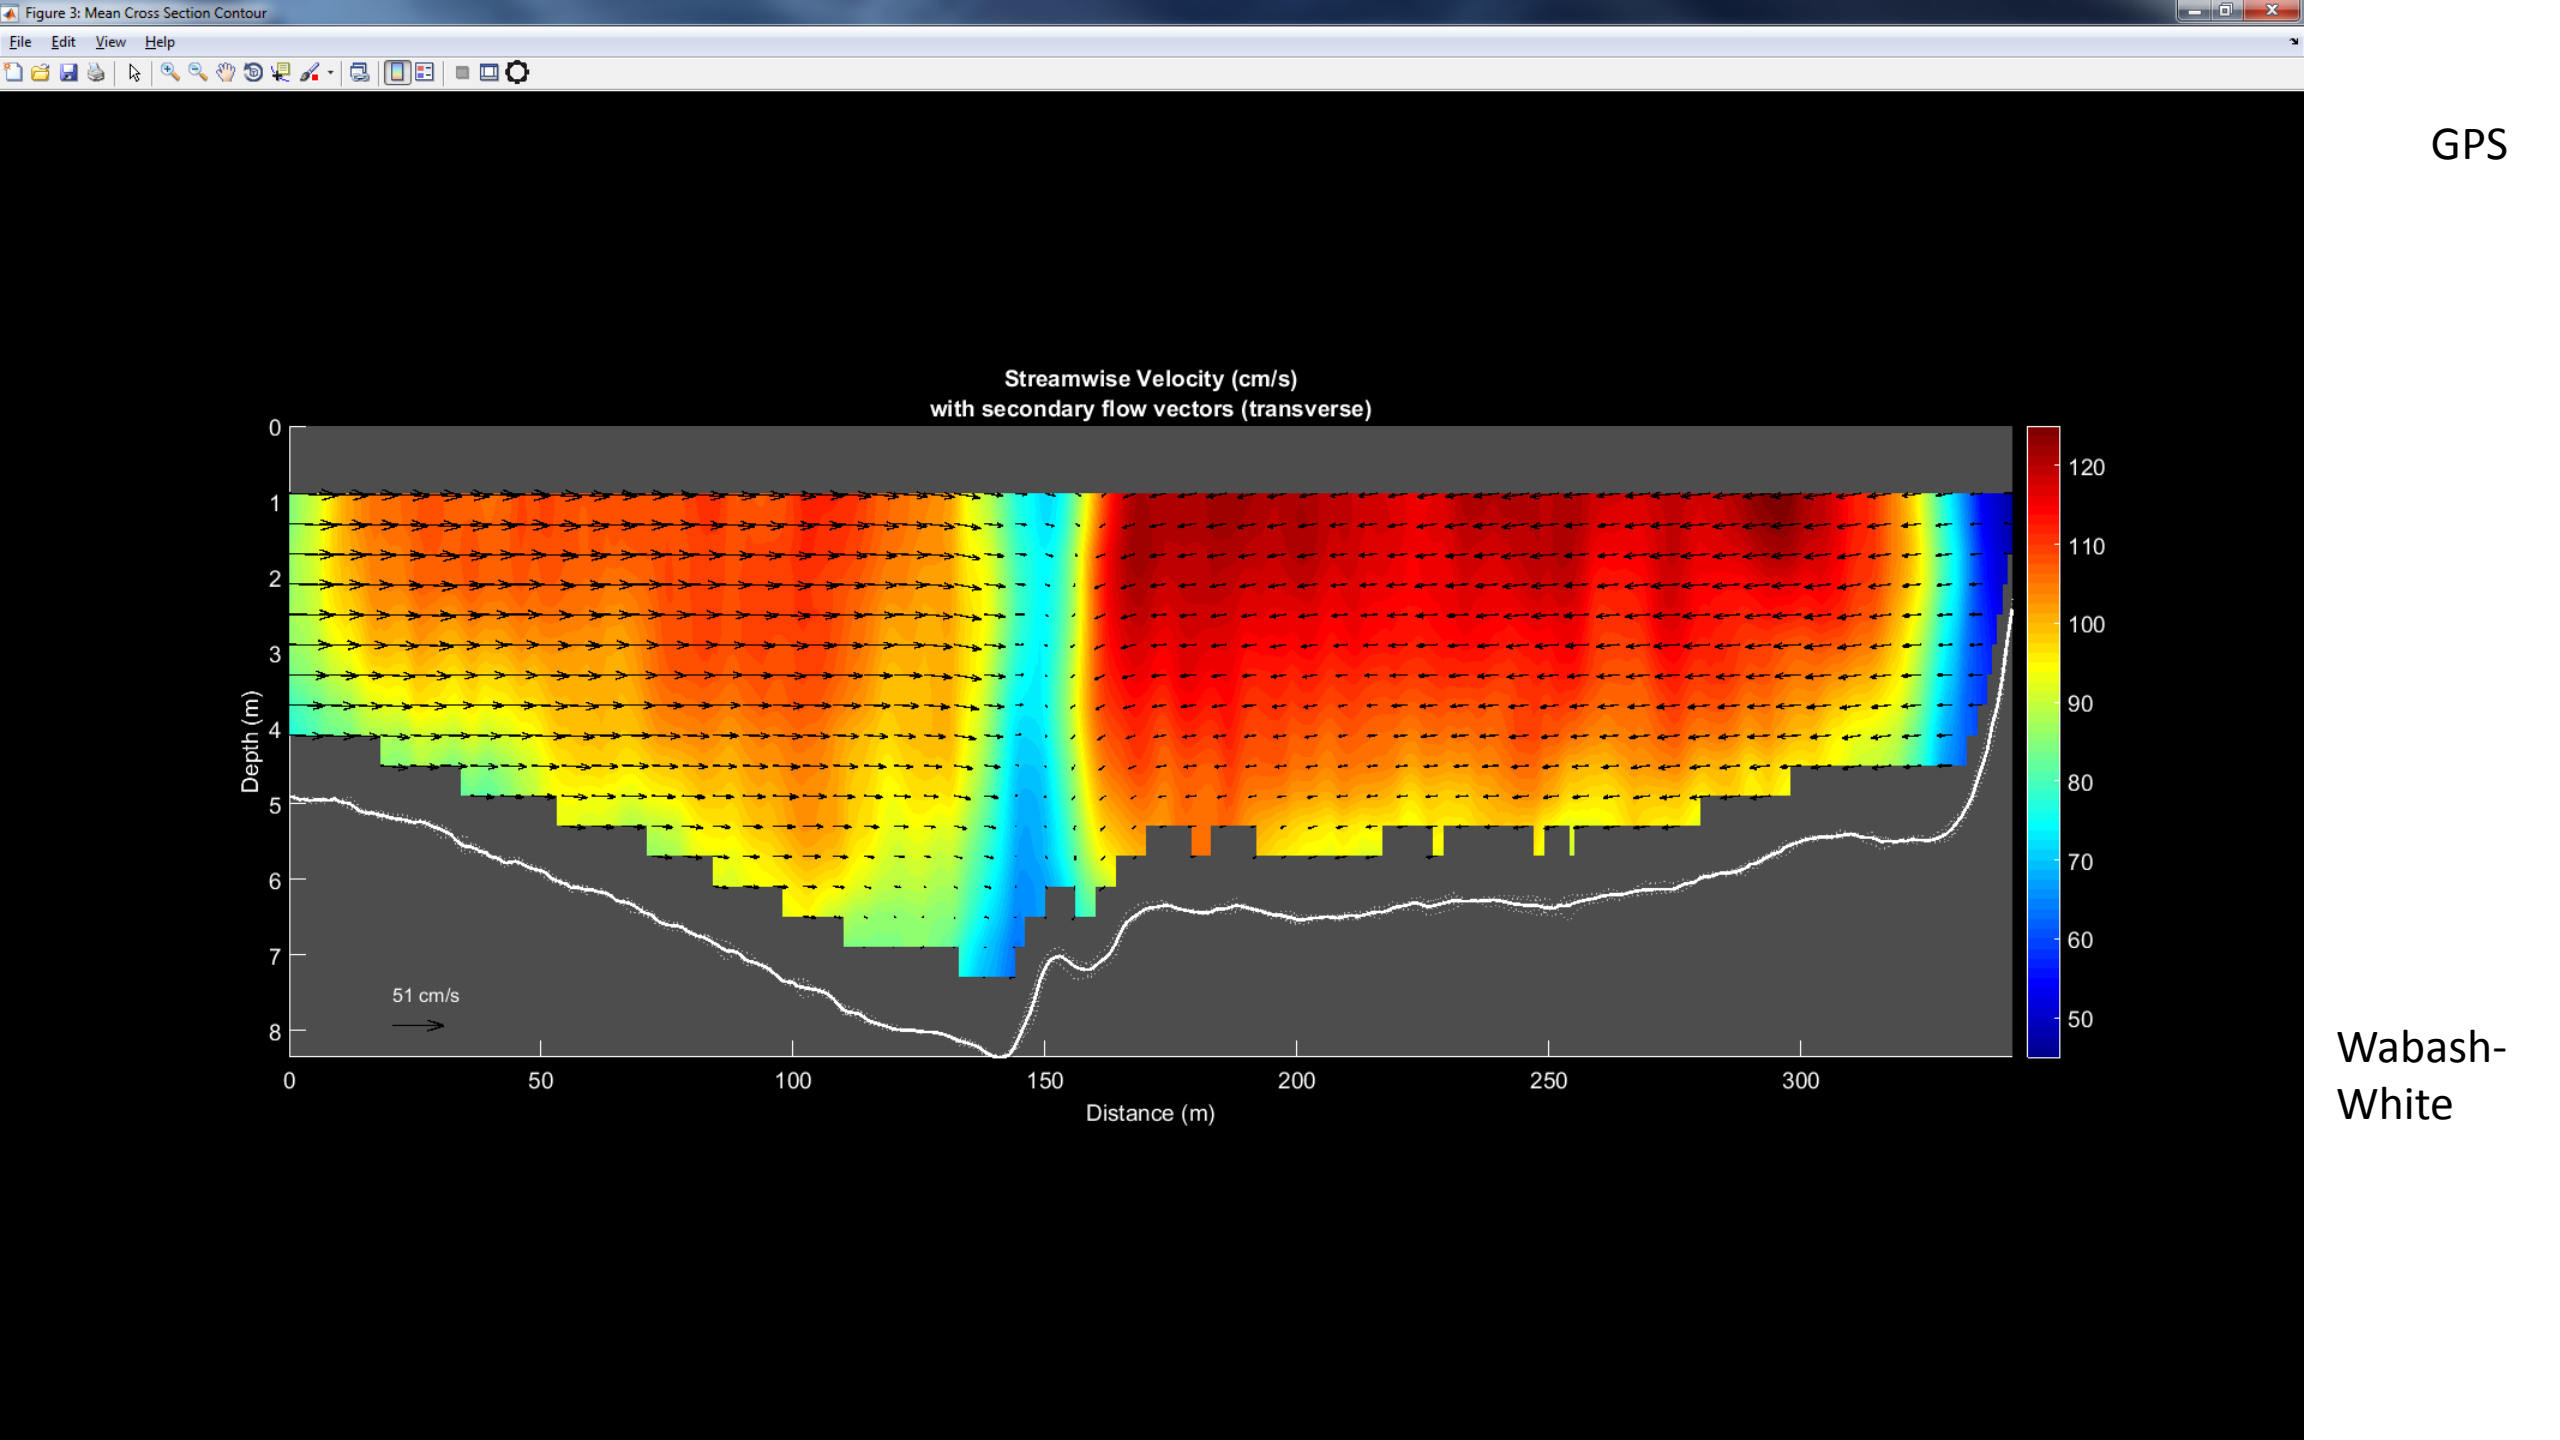 Figure 3: Mean Cross Section Contour
File Edit View Help
GPS
Streamwise Velocity (cm/s)
with secondary flow vectors (transverse)
0
1
2
3
4
5
6
7
8
Depth (m)
51 cm/s
0 50 100 150 200 250 300
Distance (m)
120
110
100
90
80
70
60
50
Wabash-
White